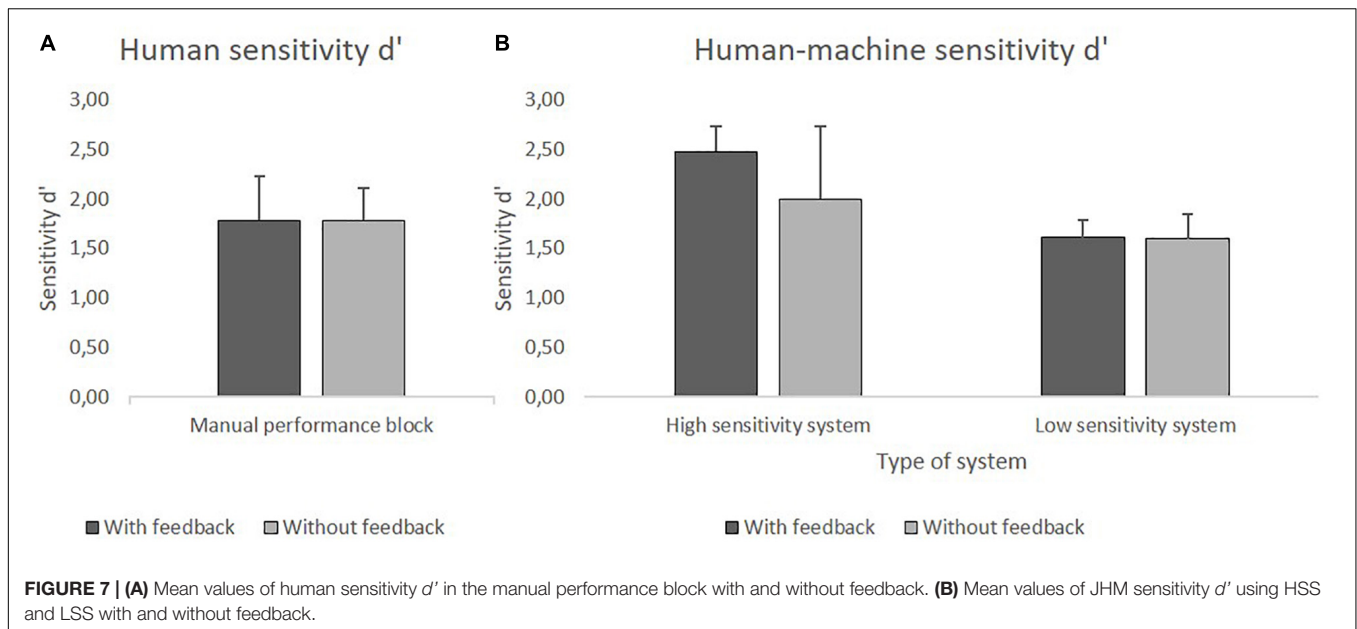 A
Human sensitivity d'
3,00
2,50
2,00
1,50
1,00
0,50
0,00
Sensitivity d'
Manual performance block
With feedback
Without feedback
B
Human-machine sensitivity d'
3,00
2,50
2,00
1,50
1,00
0,50
0,00
Sensitivity d'
High sensitivity system
Low sensitivity system
Type of system
With feedback
Without feedback
FIGURE 7 | (A) Mean values of human sensitivity d’ in the manual performance block with and without feedback. (B) Mean values of JHM sensitivity d’ using HSS
and LSS with and without feedback.